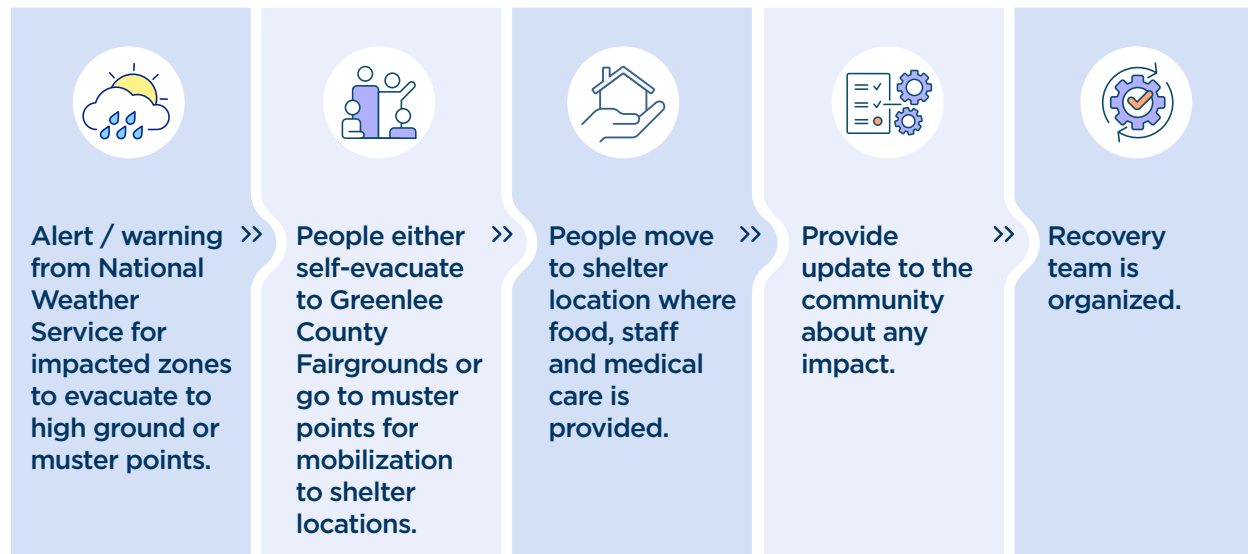 Alert / warning
from National
Weather
Service for
impacted zones
to evacuate to
high ground or
muster points.
People either
self-evacuate
to Greenlee
County
Fairgrounds or
go to muster
points for
mobilization
to shelter
locations.
People move
to shelter
location where
food, staff
and medical
care is
provided.
Provide
update to the
community
about any
impact.
Recovery
team is
organized.